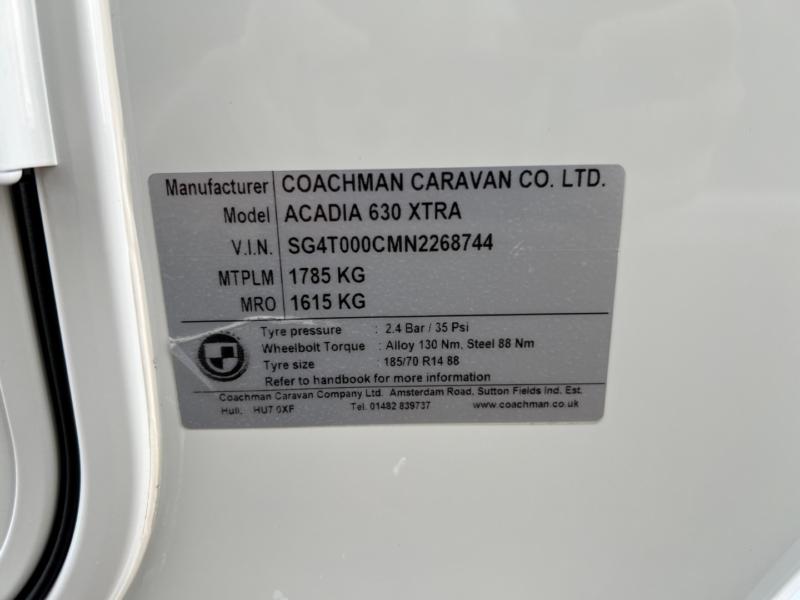 Manufacturer COACHMAN CARAVAN CO. LTD.
Model ACADIA 630 XTRA
V.I.N. SG4T000CMN2268744
MTPLM 1785 KG
MRO 1615 KG
Tyre pressure : 2.4 Bar / 35 Psi
Wheelbolt Torque : Alloy 130 Nm, Steel 88 Nm
Tyre size : 185/70 R14 88
Refer to handbook for more information
Coachman Caravan Company Ltd. Amsterdam Road, Sutton Fields Ind. Est.
Hull, HU7 0XF Tel. 01482 839737 www.coachman.co.uk